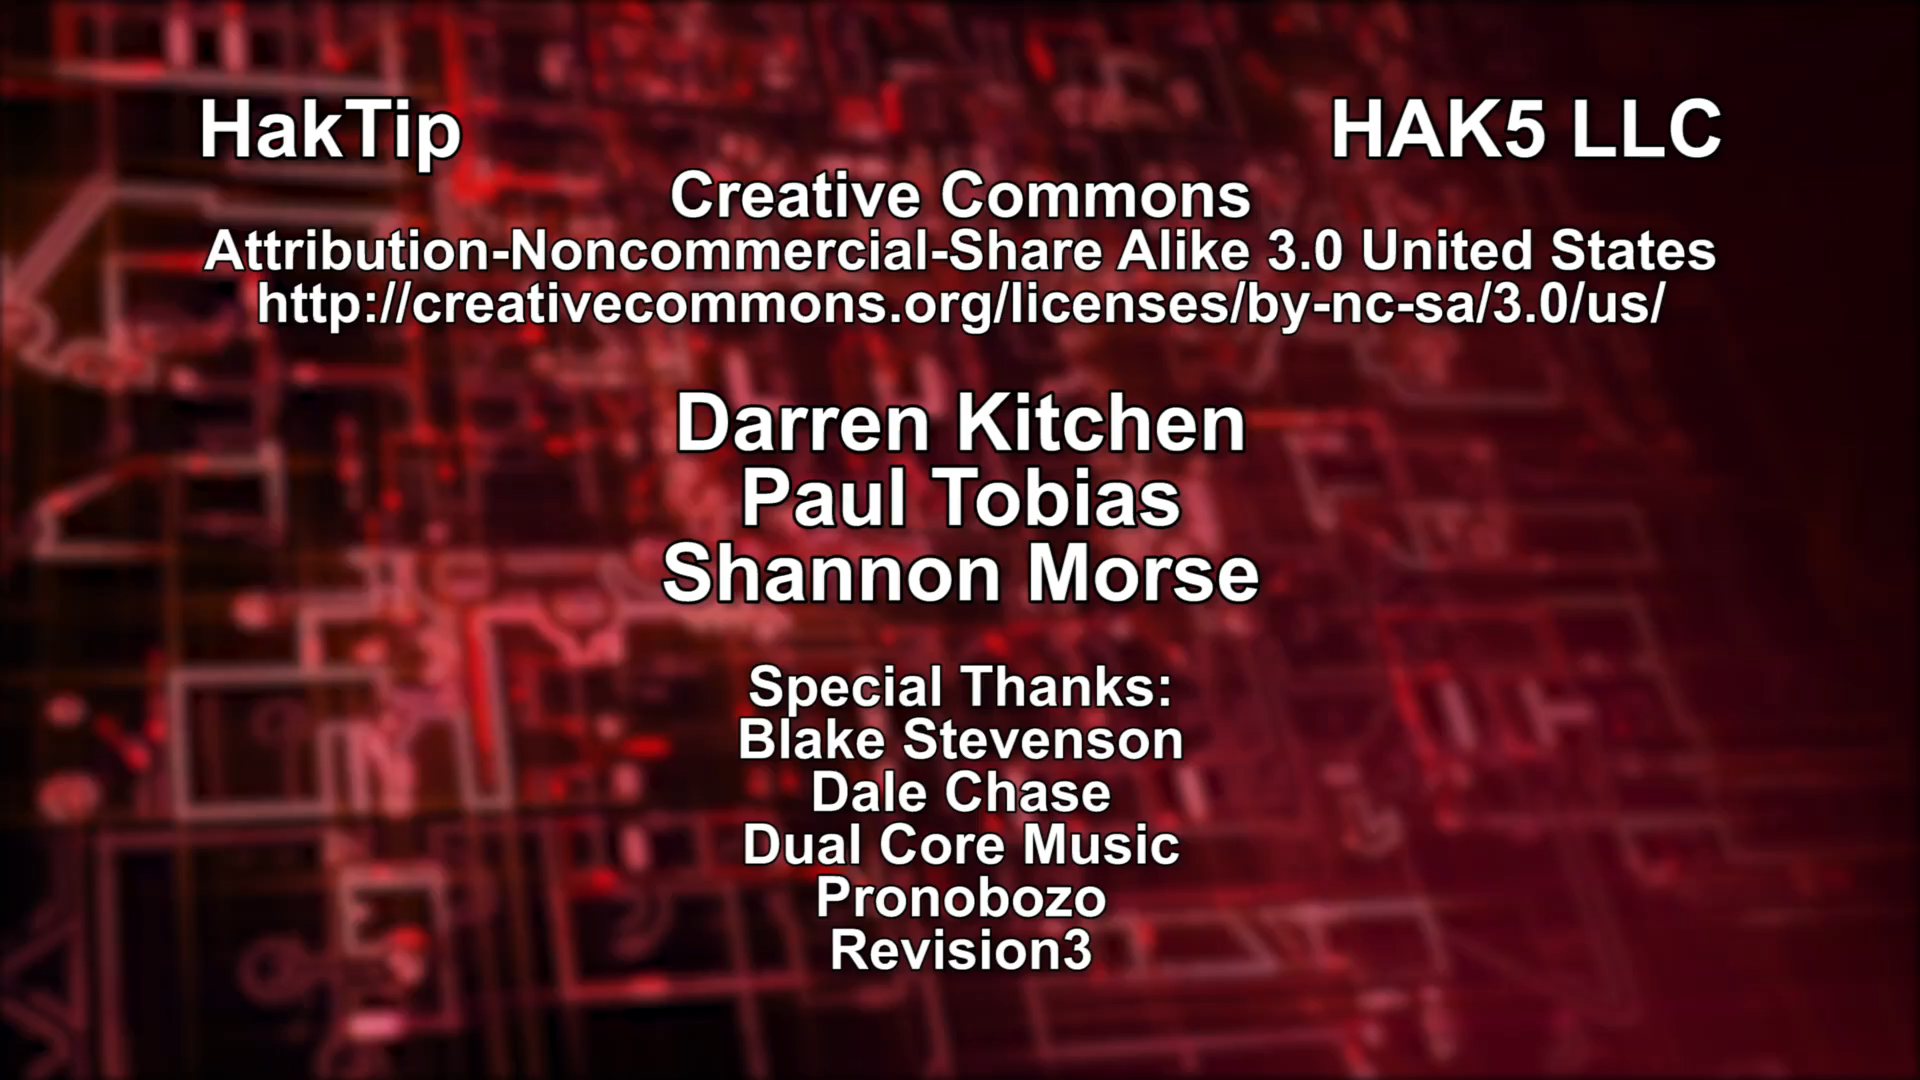 HakTip HAK5 LLC
Creative Commons
Attribution-Noncommercial-Share Alike 3.0 United States
http://creativecommons.org/licenses/by-nc-sa/3.0/us/
Darren Kitchen
Paul Tobias
Shannon Morse
Special Thanks:
Blake Stevenson
Dale Chase
Dual Core Music
Pronobozo
Revision3